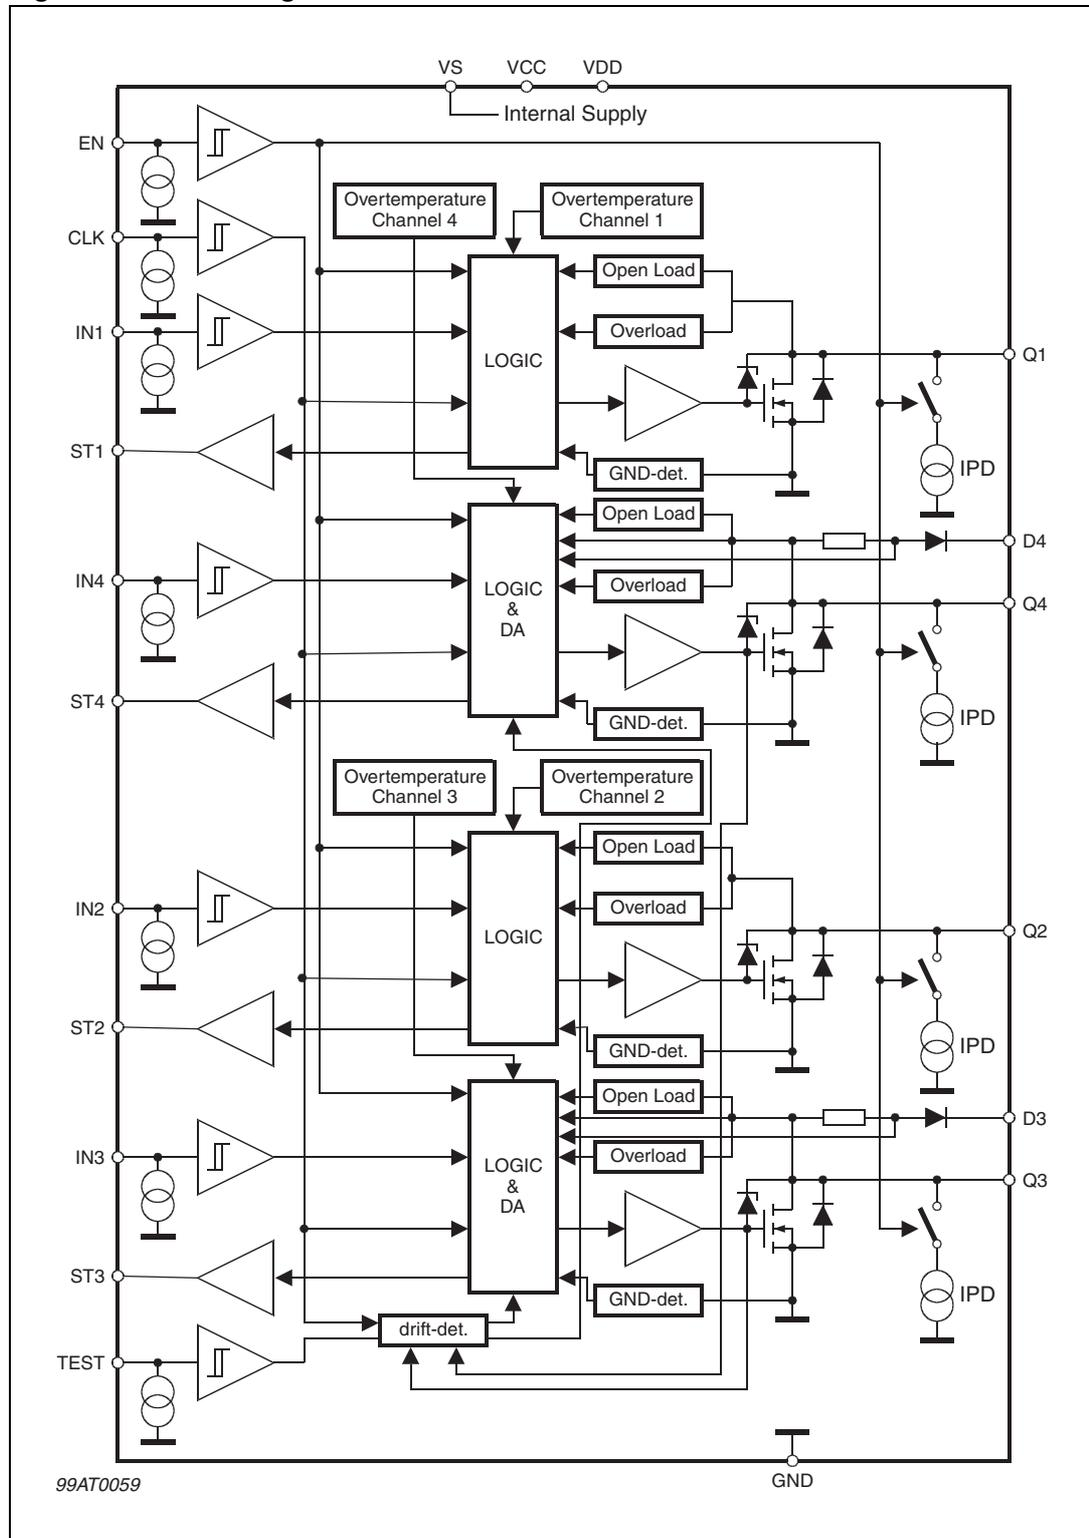 VS VCC VDD
Internal Supply
EN
Overtemperature
Channel 4
Overtemperature
Channel 1
CLK
Open Load
IN1
LOGIC
Overload
Q1
ST1
GND-det.
IPD
Open Load
D4
IN4
LOGIC
&
DA
Overload
Q4
ST4
GND-det.
IPD
Overtemperature
Channel 3
Overtemperature
Channel 2
Open Load
IN2
LOGIC
Overload
Q2
ST2
GND-det.
IPD
Open Load
D3
IN3
LOGIC
&
DA
Overload
Q3
ST3
GND-det.
IPD
drift-det.
TEST
GND
99AT0059